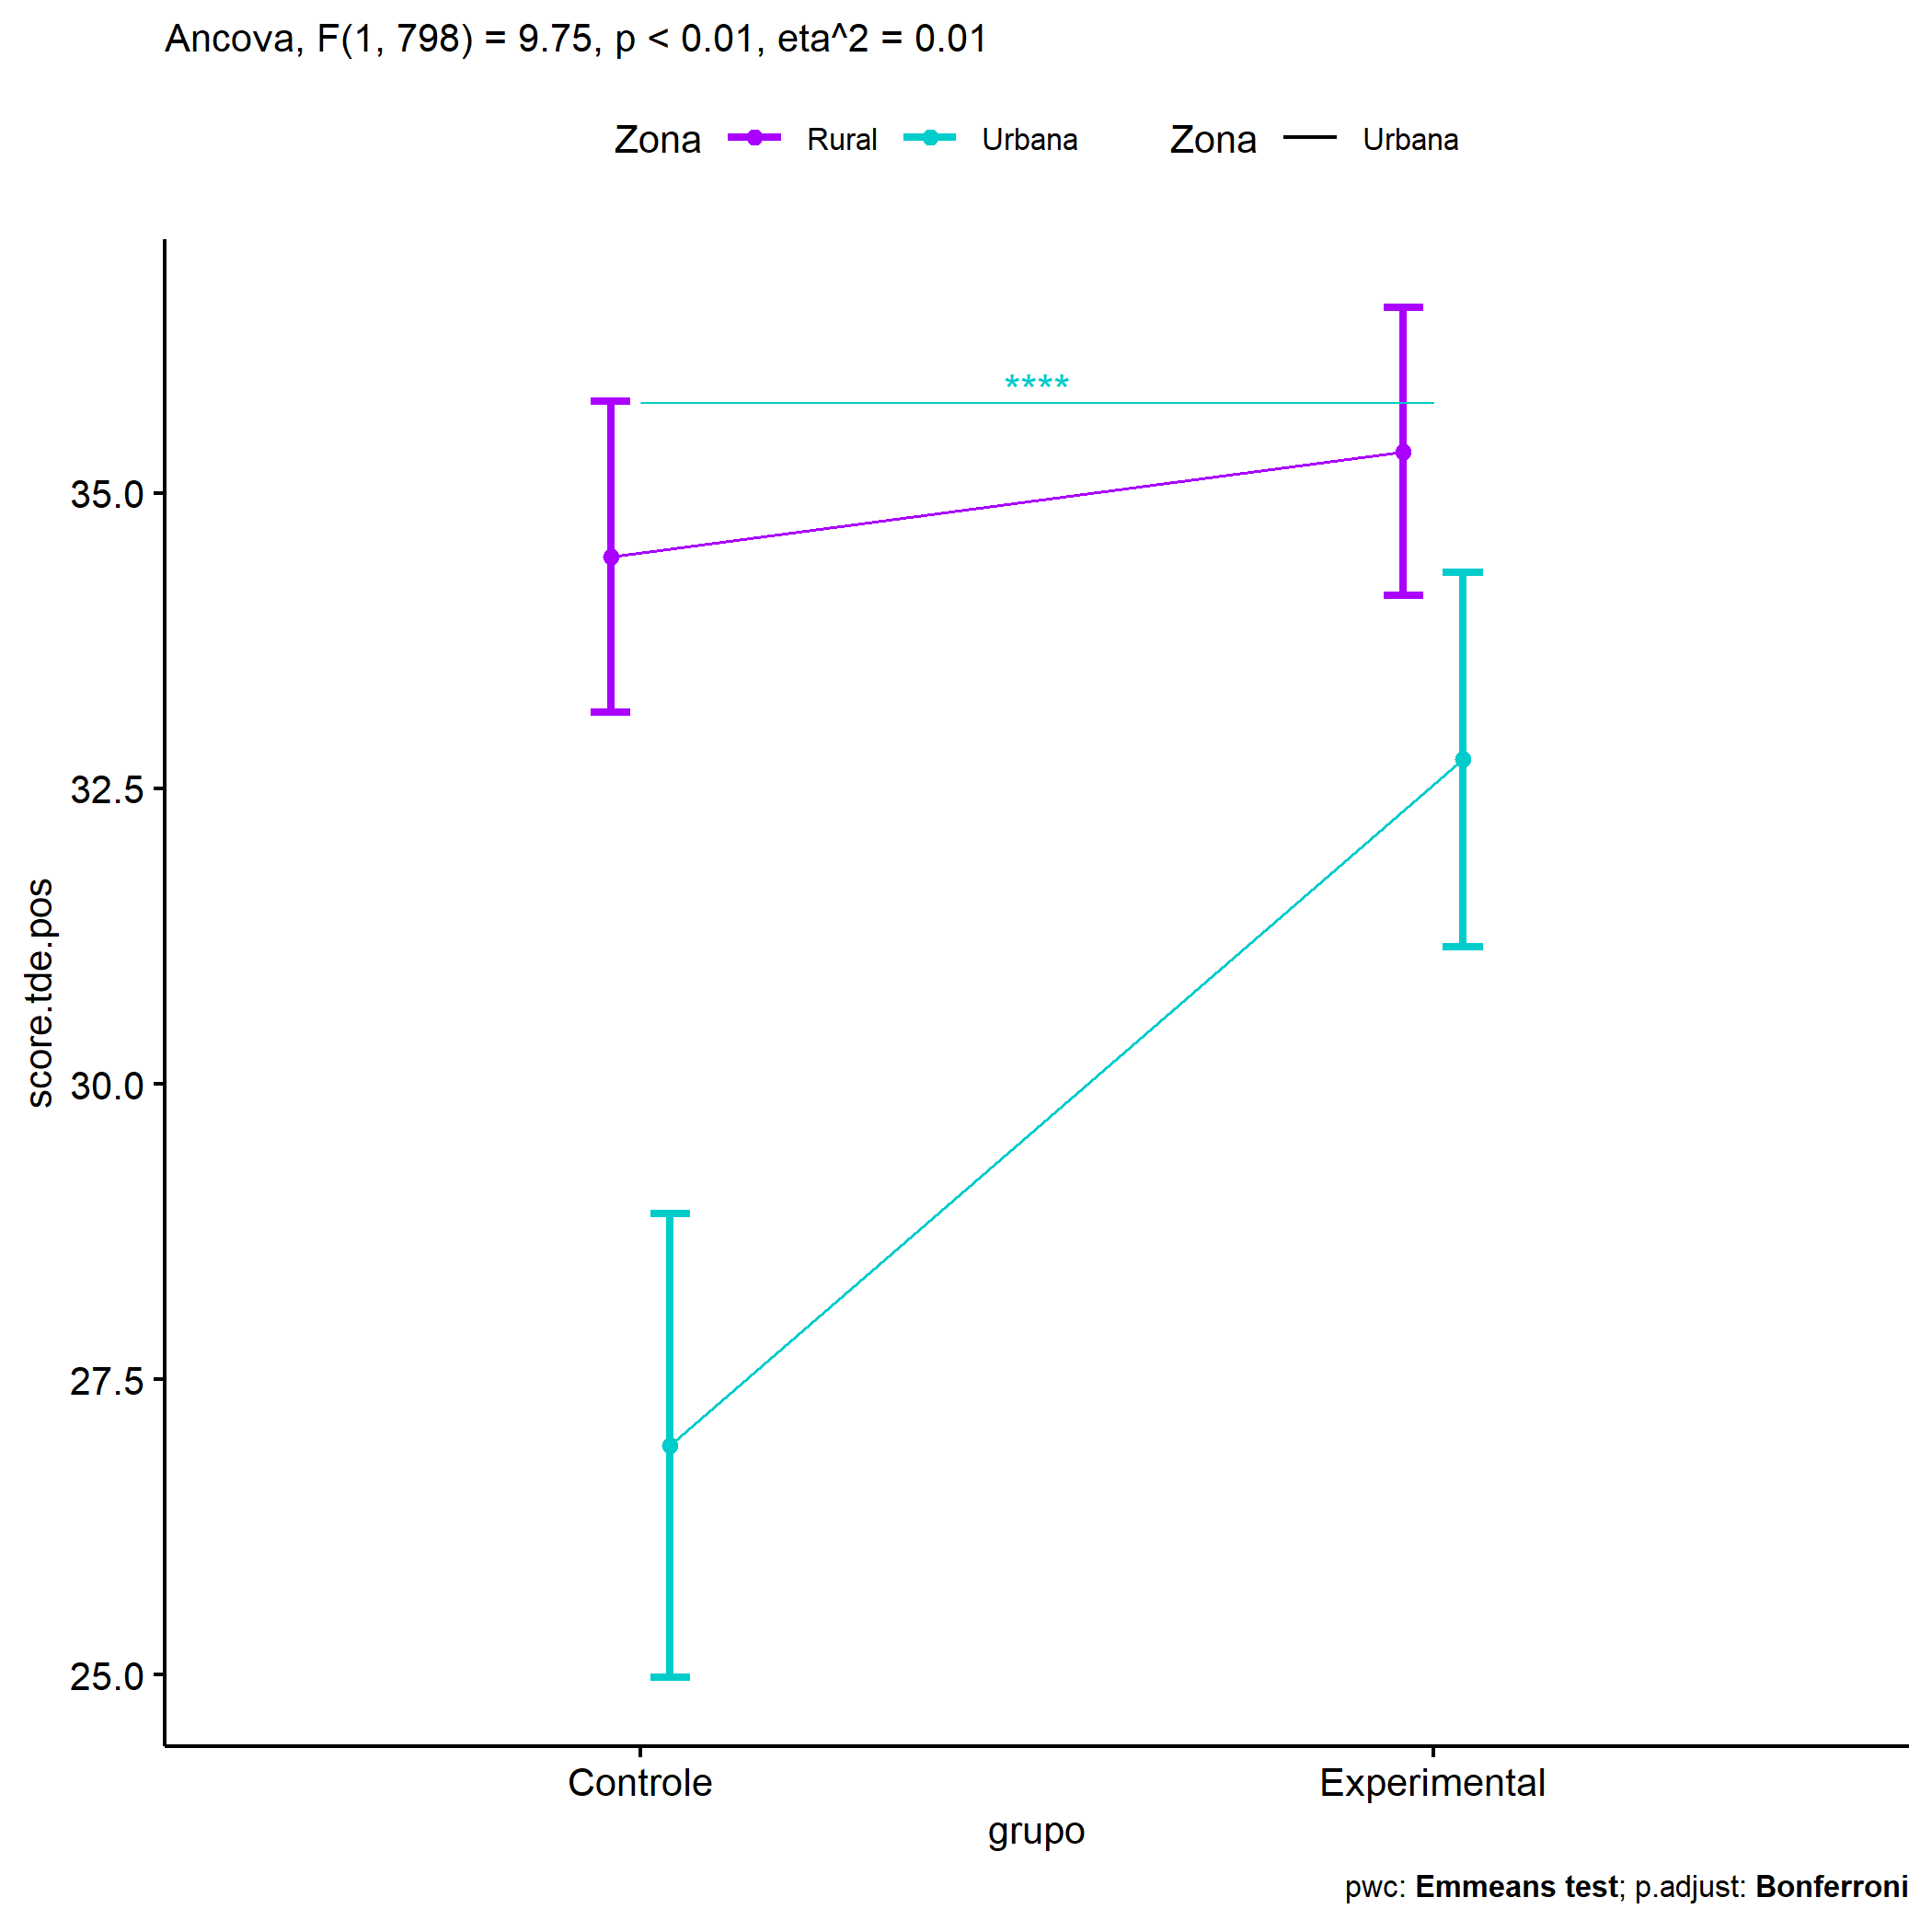 Ancova, F(1, 798) = 9.75, p < 0.01, eta^2 = 0.01
Zona Rural Urbana Zona Urbana
****
35.0
32.5
30.0
27.5
25.0
score.tde.pos
Controle Experimental
grupo
pwc: Emmeans test; p.adjust: Bonferroni